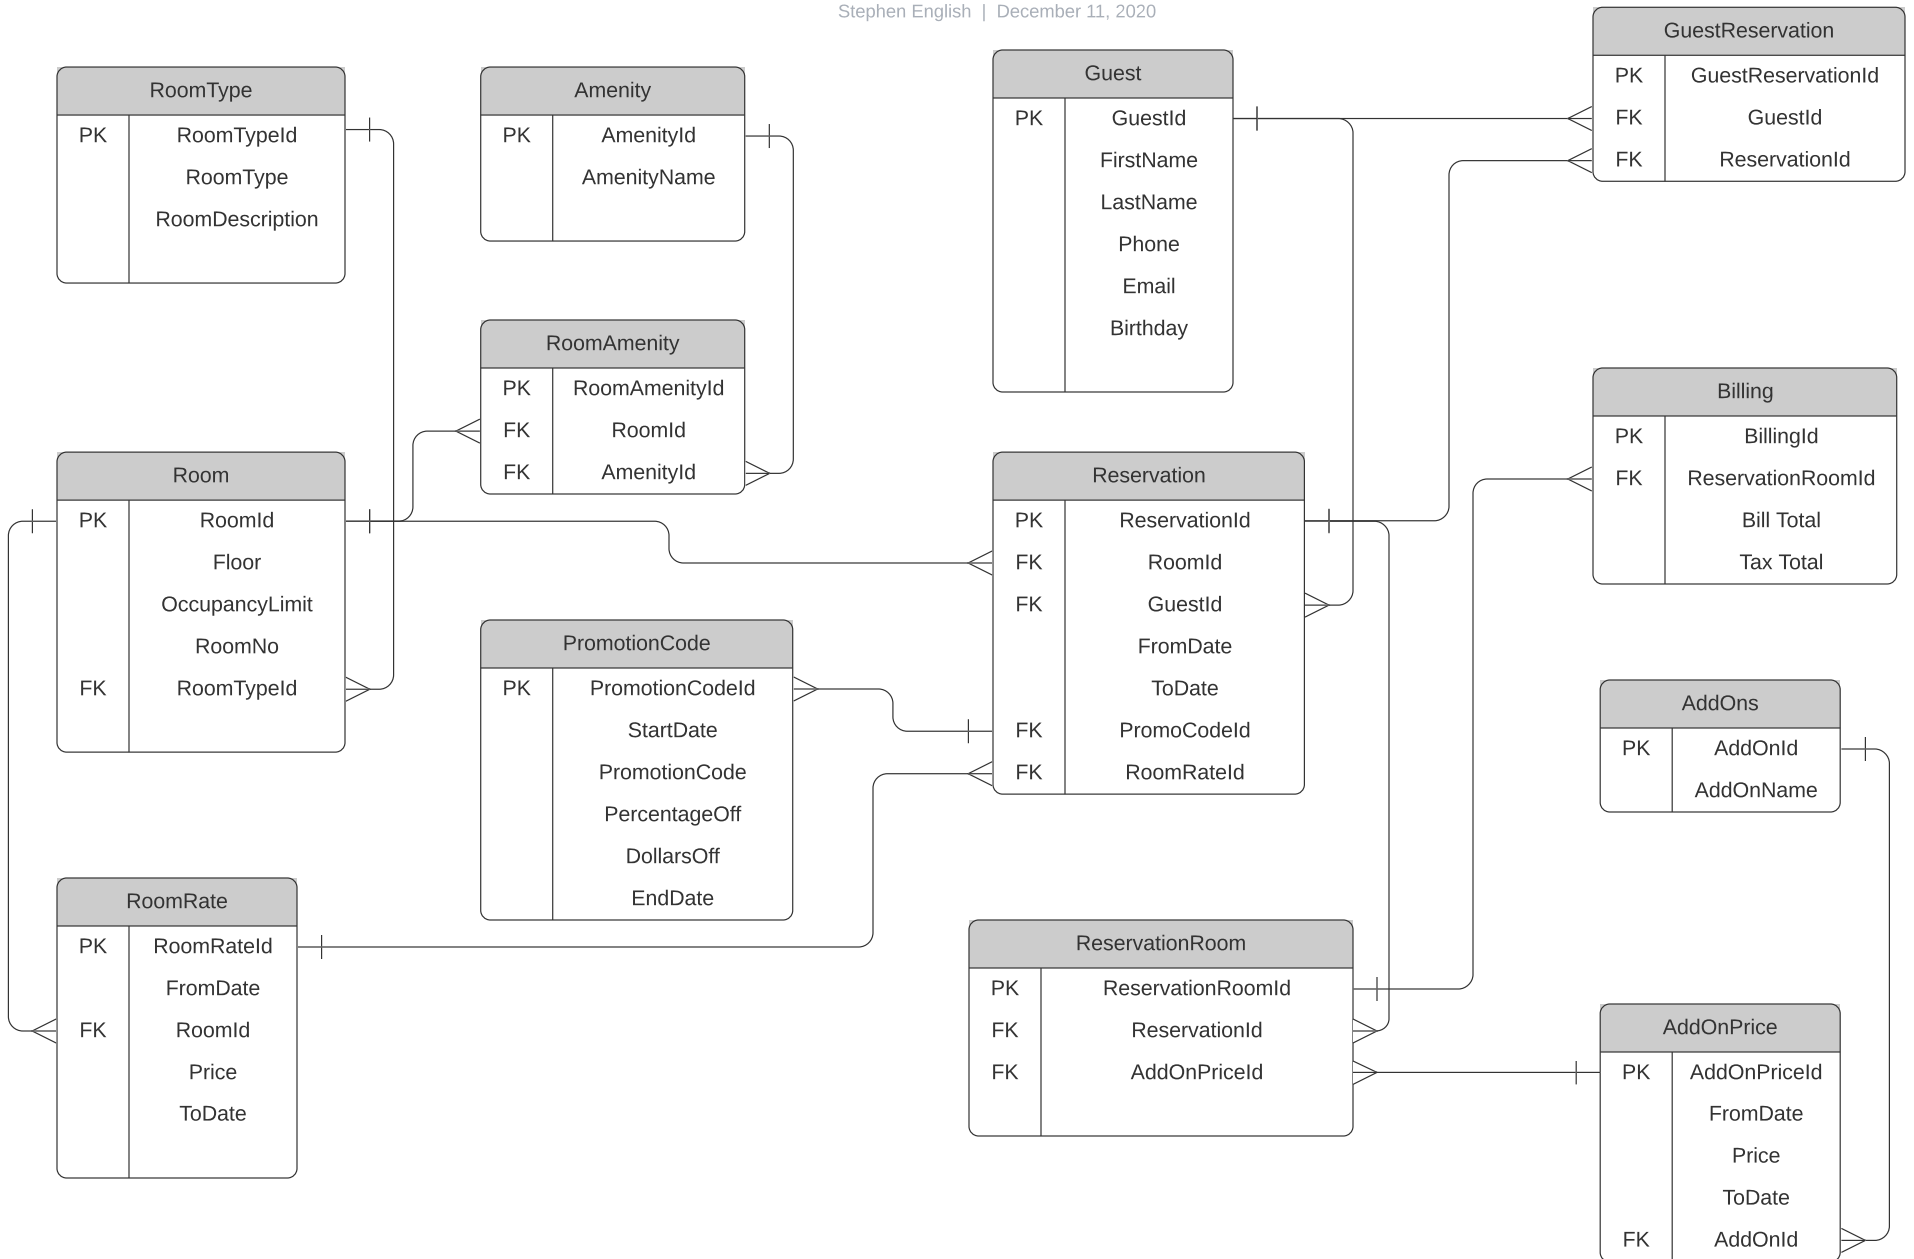 Stephen English | December 11, 2020
RoomType
PK RoomTypeId
RoomType
RoomDescription
Amenity
PK AmenityId
AmenityName
Guest
PK GuestId
FirstName
LastName
Phone
Email
Birthday
GuestReservation
PK GuestReservationId
FK GuestId
FK ReservationId
RoomAmenity
PK RoomAmenityId
FK RoomId
FK AmenityId
Billing
PK BillingId
FK ReservationRoomId
Bill Total
Tax Total
Room
PK RoomId
Floor
OccupancyLimit
RoomNo
FK RoomTypeId
Reservation
PK ReservationId
FK RoomId
FK GuestId
FromDate
ToDate
FK PromoCodeId
FK RoomRateId
PromotionCode
PK PromotionCodeId
StartDate
PromotionCode
PercentageOff
DollarsOff
EndDate
AddOns
PK AddOnId
AddOnName
RoomRate
PK RoomRateId
FromDate
FK RoomId
Price
ToDate
ReservationRoom
PK ReservationRoomId
FK ReservationId
FK AddOnPriceId
AddOnPrice
PK AddOnPriceId
FromDate
Price
ToDate
FK AddOnId